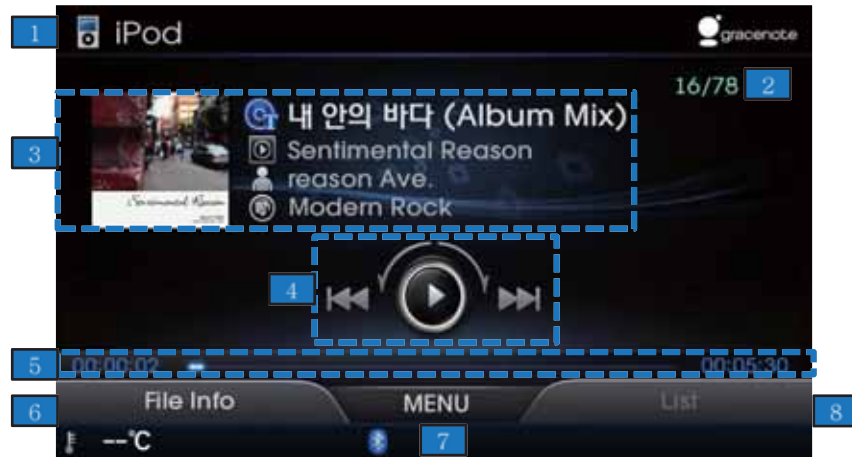 1 iPod gracenote
16/78 2
3 내 안의 바다 (Album Mix)
Sentimental Reason
reason Ave.
Modern Rock
Sentimental Reason
4
5 00:00:02 00:05:30
6 File Info MENU List 8
--°C 7